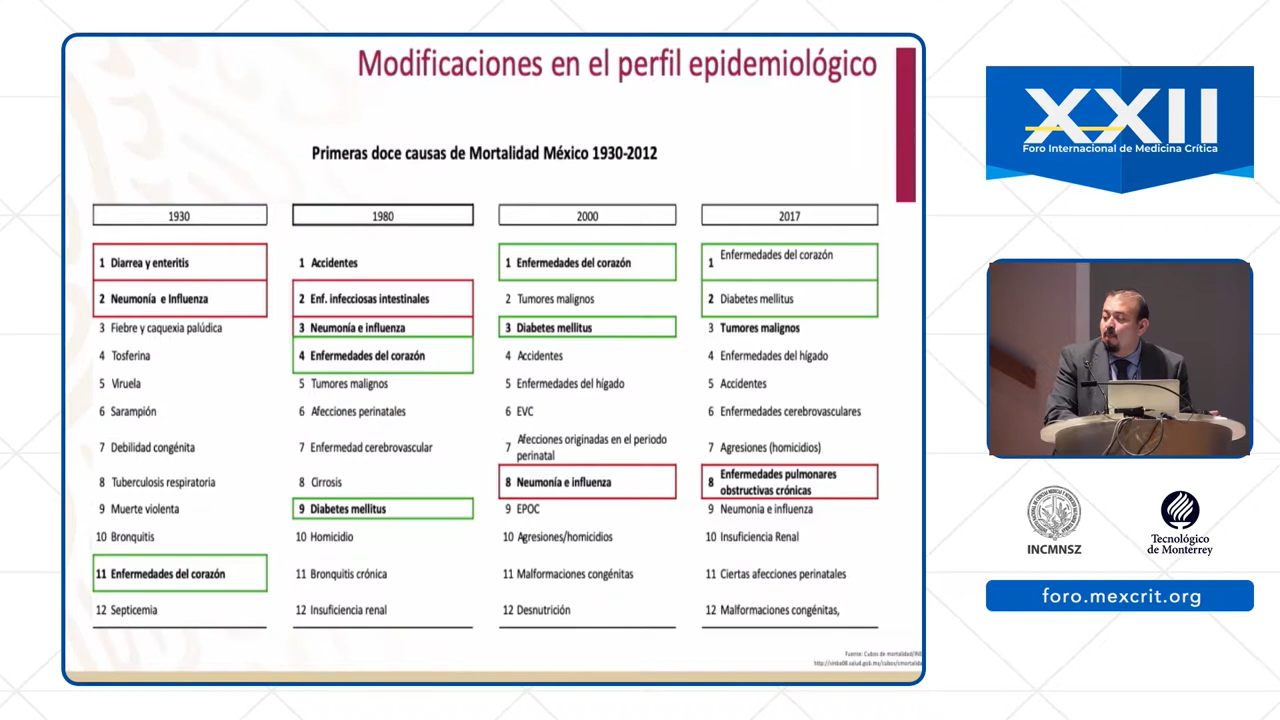 Modificaciones en el perfil epidemiológico
Primeras doce causas de Mortalidad México 1930-2012
1930
1 Diarrea y enteritis
2 Neumonía e Influenza
3 Fiebre y caquexia palúdica
4 Tosferina
5 Viruela
6 Sarampión
7 Debilidad congénita
8 Tuberculosis respiratoria
9 Muerte violenta
10 Bronquitis
11 Enfermedades del corazón
12 Septicemia
1980
1 Accidentes
2 Enf. infecciosas intestinales
3 Neumonía e influenza
4 Enfermedades del corazón
5 Tumores malignos
6 Afecciones perinatales
7 Enfermedad cerebrovascular
8 Cirrosis
9 Diabetes mellitus
10 Homicidio
11 Bronquitis crónica
12 Insuficiencia renal
2000
1 Enfermedades del corazón
2 Tumores malignos
3 Diabetes mellitus
4 Accidentes
5 Enfermedades del hígado
6 EVC
7 Afecciones originadas en el periodo
perinatal
8 Neumonía e influenza
9 EPOC
10 Agresiones/homicidios
11 Malformaciones congénitas
12 Desnutrición
2017
1 Enfermedades del corazón
2 Diabetes mellitus
3 Tumores malignos
4 Enfermedades del hígado
5 Accidentes
6 Enfermedades cerebrovasculares
7 Agresiones (homicidios)
8 Enfermedades pulmonares
obstructivas crónicas
9 Neumonia e influenza
10 Insuficiencia Renal
11 Ciertas afecciones perinatales
12 Malformaciones congénitas,
Fuente: Cubos de mortalidad/
XXII
Foro Internacional de Medicina Crítica
INCMNSZ
Tecnológico
de Monterrey
foro.mexcrit.org